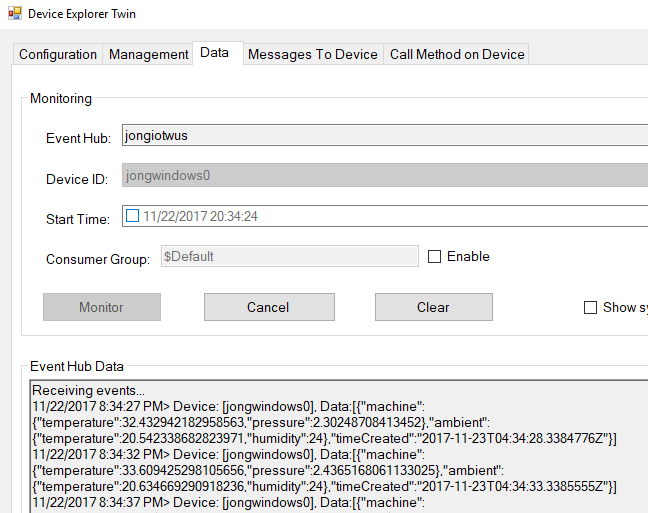 Device Explorer Twin
Configuration Management Data Messages To Device Call Method on Device
Monitoring
Event Hub: jongiotwus
Device ID: jongwindows0
Start Time: 11/22/2017 20:34:24
Consumer Group: $Default Enable
Monitor Cancel Clear Show sy
Event Hub Data
Receiving events...
11/22/2017 8:34:27 PM> Device: [jongwindows0], Data:[{"machine":
{"temperature":32.432942182958563,"pressure":2.30248708413452},"ambient":
{"temperature":20.542338682823971,"humidity":24},"timeCreated":"2017-11-23T04:34:28.3384776Z"}]
11/22/2017 8:34:32 PM> Device: [jongwindows0], Data:[{"machine":
{"temperature":33.609425298105656,"pressure":2.4365168061133025},"ambient":
{"temperature":20.634669290918236,"humidity":24},"timeCreated":"2017-11-23T04:34:33.3385555Z"}]
11/22/2017 8:34:37 PM> Device: [jongwindows0], Data:[{"machine":